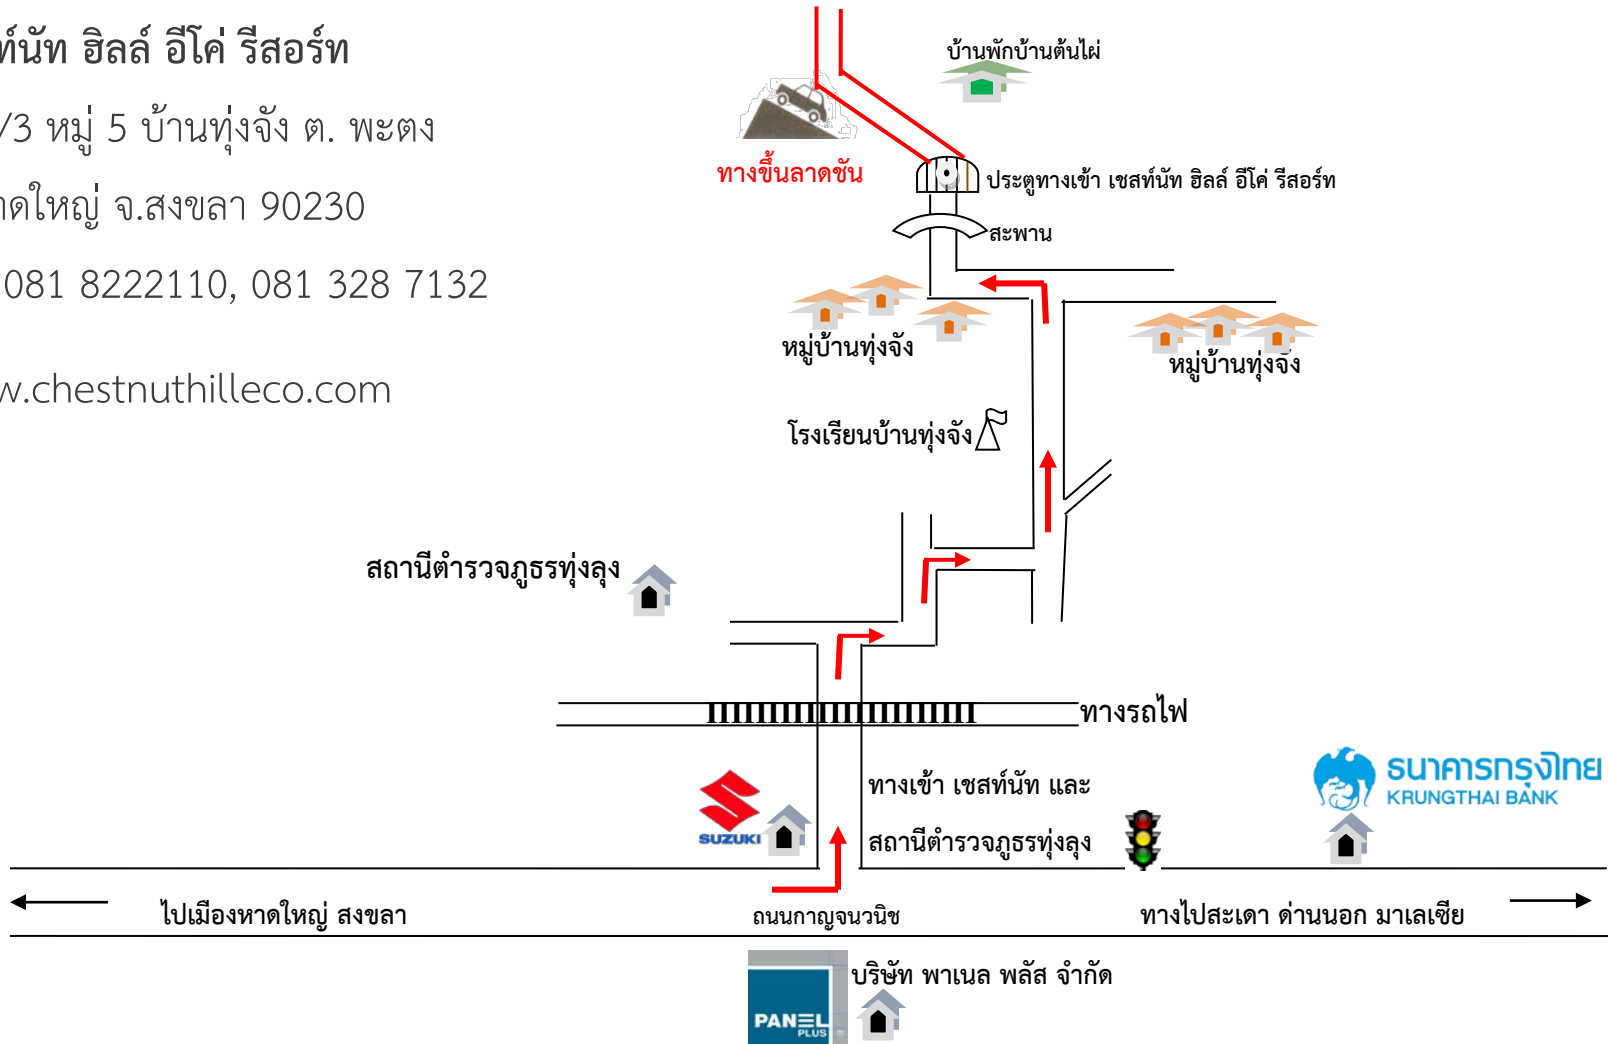 ท์นัท ฮิลล์ อีโค่ รีสอร์ท
/3 หมู่ 5 บ้านทุ่งจัง ต. พะตง
าดใหญ่ จ.สงขลา 90230
081 8222110, 081 328 7132
w.chestnuthilleco.com
บ้านพักบ้านต้นไผ่
ทางขึ้นลาดชัน
ประตูทางเข้า เชสท์นัท ฮิลล์ อีโค่ รีสอร์ท
สะพาน
หมู่บ้านทุ่งจัง
หมู่บ้านทุ่งจัง
โรงเรียนบ้านทุ่งจัง
สถานีตำรวจภูธรทุ่งลุง
ทางรถไฟ
SUZUKI
ทางเข้า เชสท์นัท และ
สถานีตำรวจภูธรทุ่งลุง
ธนาคารกรุงไทย
KRUNGTHAI BANK
ไปเมืองหาดใหญ่ สงขลา
ถนนกาญจนวนิช
ทางไปสะเดา ด่านนอก มาเลเซีย
บริษัท พาเนล พลัส จำกัด
PANEL
PLUS